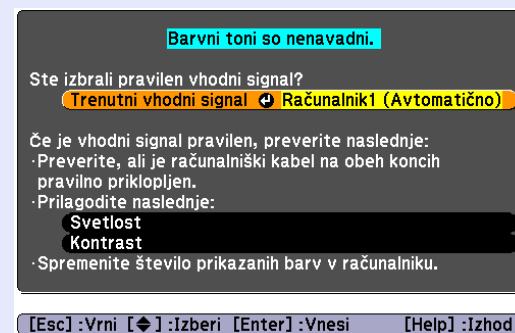 Barvni toni so nenavadni.
Ste izbrali pravilen vhodni signal?
Trenutni vhodni signal Računalnik1 (Avtomatično)
Če je vhodni signal pravilen, preverite naslednje:
·Preverite, ali je računalniški kabel na obeh koncih
pravilno priklopljen.
·Prilagodite naslednje:
Svetlost
Kontrast
·Spremenite število prikazanih barv v računalniku.
[Esc] :Vrni [◆] :Izberi [Enter] :Vnesi [Help] :Izhod